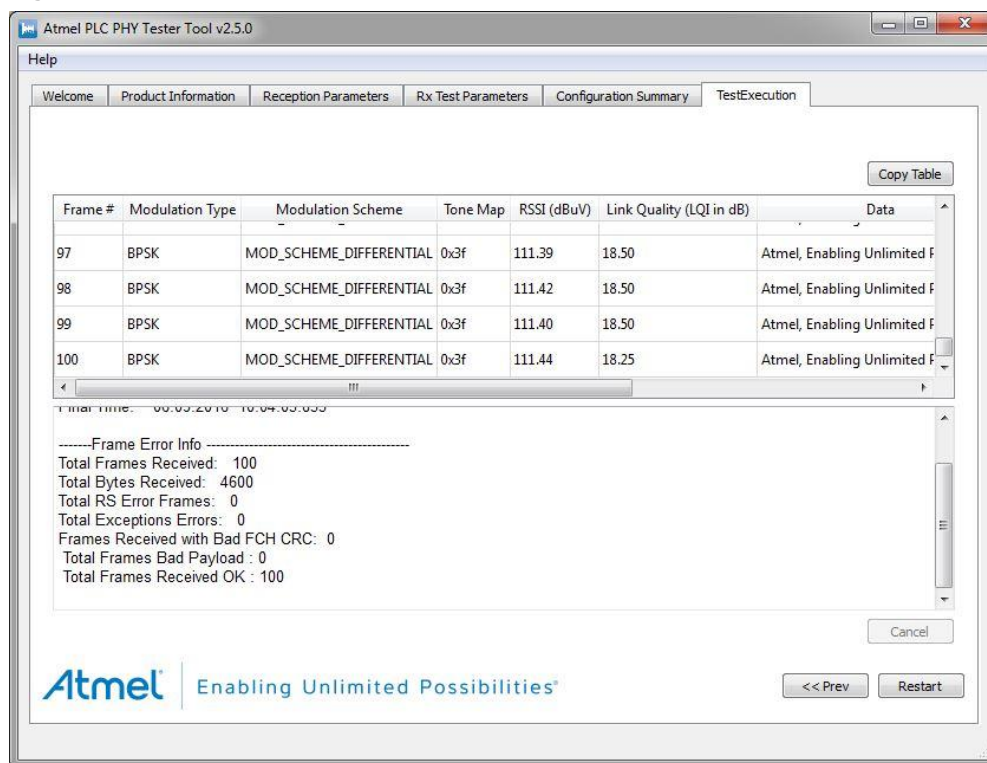 Atmel PLC PHY Tester Tool v2.5.0
Help
Welcome Product Information Reception Parameters Rx Test Parameters Configuration Summary TestExecution
Copy Table
Frame # Modulation Type Modulation Scheme Tone Map RSSI (dBuV) Link Quality (LQI in dB) Data
97 BPSK MOD_SCHEME_DIFFERENTIAL 0x3f 111.39 18.50 Atmel, Enabling Unlimited
98 BPSK MOD_SCHEME_DIFFERENTIAL 0x3f 111.42 18.50 Atmel, Enabling Unlimited
99 BPSK MOD_SCHEME_DIFFERENTIAL 0x3f 111.40 18.50 Atmel, Enabling Unlimited
100 BPSK MOD_SCHEME_DIFFERENTIAL 0x3f 111.44 18.25 Atmel, Enabling Unlimited
Final Time:
-------Frame Error Info ------------------------------------------
Total Frames Received: 100
Total Bytes Received: 4600
Total RS Error Frames: 0
Total Exceptions Errors: 0
Frames Received with Bad FCH CRC: 0
Total Frames Bad Payload : 0
Total Frames Received OK : 100
Cancel
Atmel Enabling Unlimited Possibilities®
<< Prev Restart